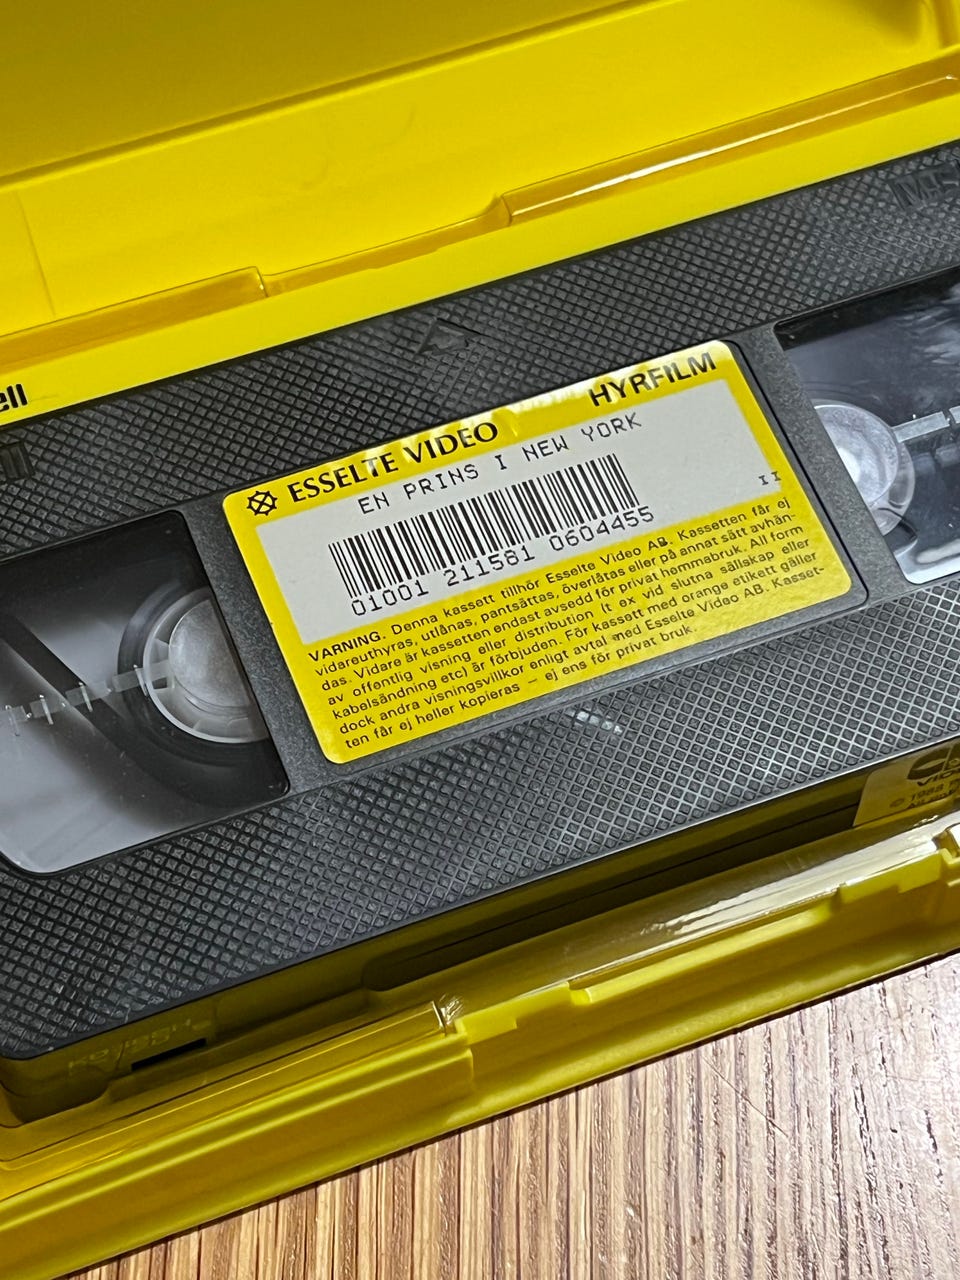 ell
ESSELTE VIDEO HYRFILM
EN PRINS I NEW YORK
01001 211581 0604455
II
VARNING. Denna kassett tillhör Esselte Video AB. Kassetten får ej
vidareuthyras, utlånas, pantsättas, överlåtas eller på annat sätt avhän-
das. Vidare är kassetten endast avsedd för privat hemmabruk. All form
av offentlig visning eller distribution (t ex vid slutna sällskap eller
kabelsändning etc) är förbjuden. För kassett med orange etikett gäller
dock andra visningsvillkor enligt avtal med Esselte Video AB. Kasset-
ten får ej heller kopieras – ej ens för privat bruk.
© 1988